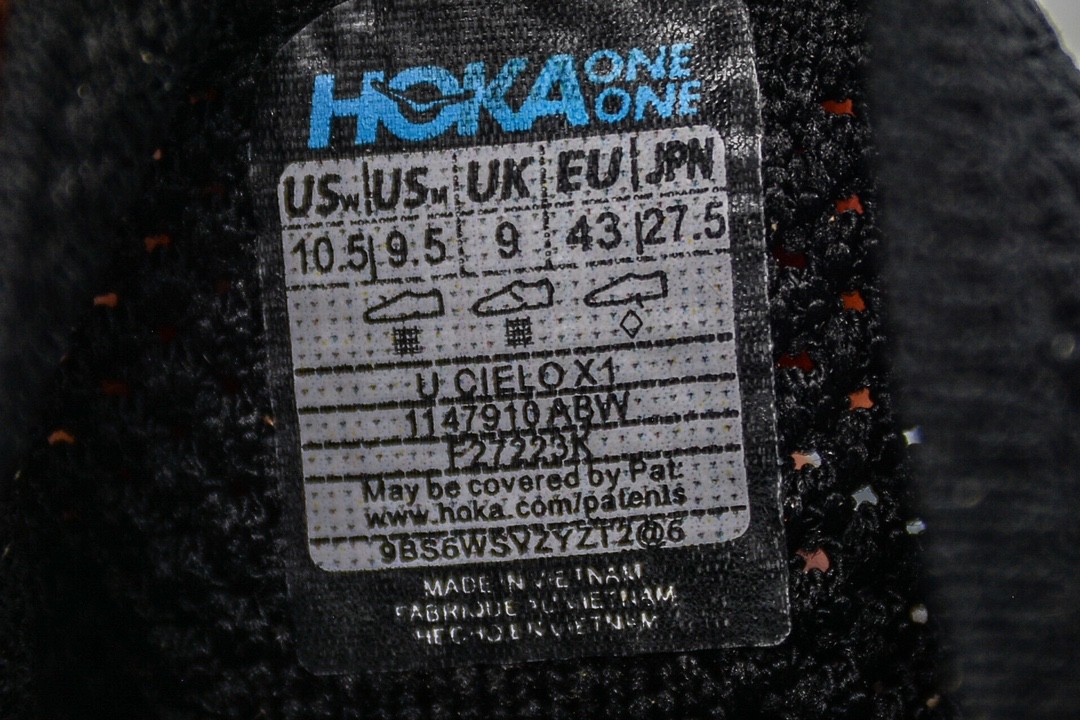 HOKA ONE ONE
USW USM UK EU JPN
10.5 9.5 9 43 27.5
U CIELO X1
1147910 ABW
F27223K
May be covered by Pat:
www.hoka.com/patents
9BS6WSVZYZT2@6
MADE IN VIETNAM
FABRIQUE AU VIETNAM
HECHO EN VIETNAM